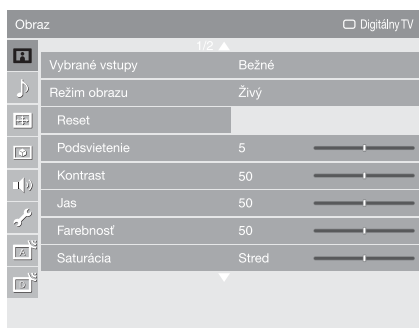 Obraz Digitálny TV
1/2
Vybrané vstupy Bežné
Režim obrazu Živý
Reset
Podsvietenie 5
Kontrast 50
Jas 50
Farebnosť 50
Saturácia Stred
A
D